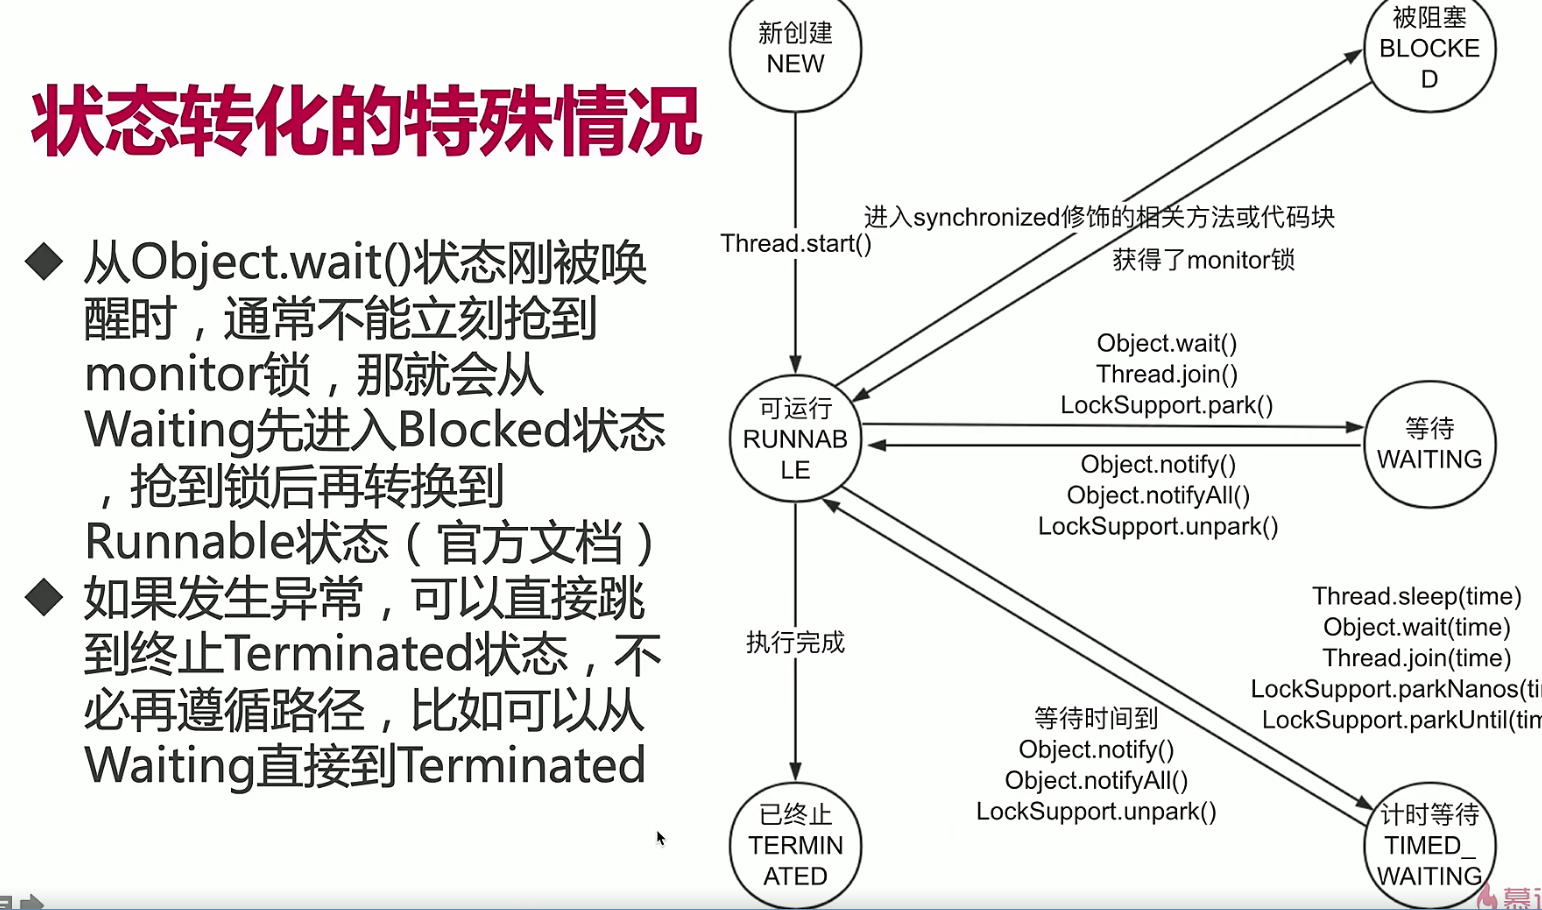 状态转化的特殊情况
◆ 从Object.wait()状态刚被唤
醒时，通常不能立刻抢到
monitor锁，那就会从
Waiting先进入Blocked状态
，抢到锁后再转换到
Runnable状态（官方文档）
◆ 如果发生异常，可以直接跳
到终止Terminated状态，不
必再遵循路径，比如可以从
Waiting直接到Terminated
新创建
NEW
被阻塞
BLOCKE
D
进入synchronized修饰的相关方法或代码块
Thread.start()
获得了monitor锁
Object.wait()
Thread.join()
LockSupport.park()
可运行
RUNNAB
LE
等待
WAITING
Object.notify()
Object.notifyAll()
LockSupport.unpark()
Thread.sleep(time)
Object.wait(time)
Thread.join(time)
LockSupport.parkNanos(ti
LockSupport.parkUntil(tim
执行完成
等待时间到
Object.notify()
Object.notifyAll()
LockSupport.unpark()
已终止
TERMIN
ATED
计时等待
TIMED_
WAITING
慕